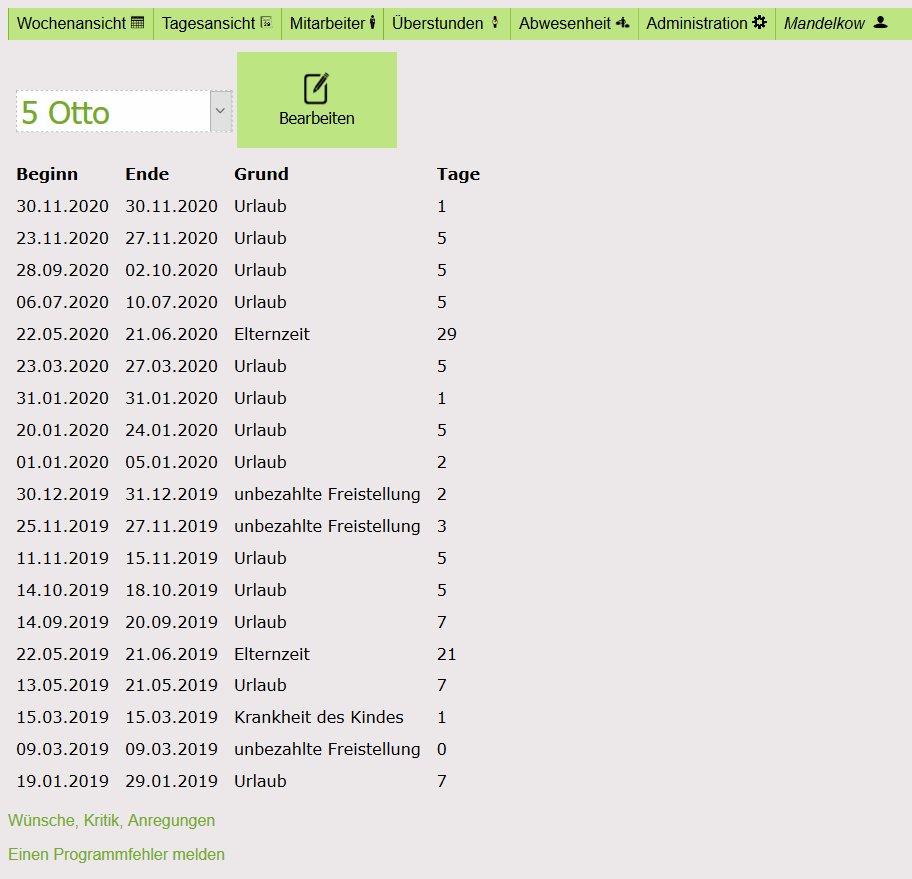 Wochenansicht Tagesansicht Mitarbeiter Überstunden Abwesenheit Administration Mandelkow
5 Otto
Bearbeiten
Beginn Ende Grund Tage
30.11.2020 30.11.2020 Urlaub 1
23.11.2020 27.11.2020 Urlaub 5
28.09.2020 02.10.2020 Urlaub 5
06.07.2020 10.07.2020 Urlaub 5
22.05.2020 21.06.2020 Elternzeit 29
23.03.2020 27.03.2020 Urlaub 5
31.01.2020 31.01.2020 Urlaub 1
20.01.2020 24.01.2020 Urlaub 5
01.01.2020 05.01.2020 Urlaub 2
30.12.2019 31.12.2019 unbezahlte Freistellung 2
25.11.2019 27.11.2019 unbezahlte Freistellung 3
11.11.2019 15.11.2019 Urlaub 5
14.10.2019 18.10.2019 Urlaub 5
14.09.2019 20.09.2019 Urlaub 7
22.05.2019 21.06.2019 Elternzeit 21
13.05.2019 21.05.2019 Urlaub 7
15.03.2019 15.03.2019 Krankheit des Kindes 1
09.03.2019 09.03.2019 unbezahlte Freistellung 0
19.01.2019 29.01.2019 Urlaub 7
Wünsche, Kritik, Anregungen
Einen Programmfehler melden